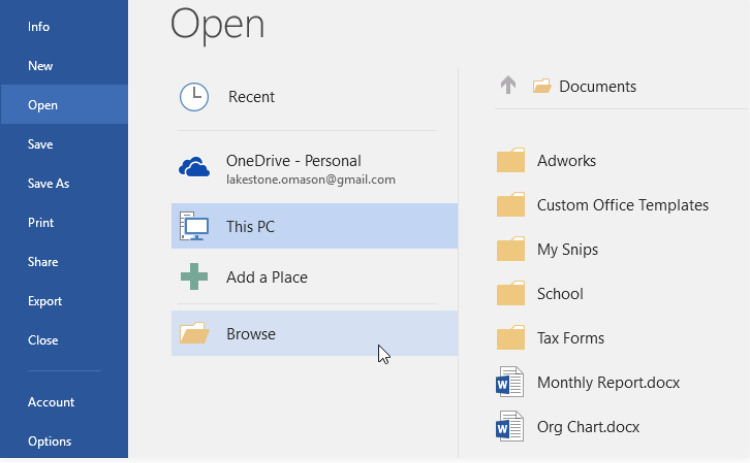 Info
New
Open
Save
Save As
Print
Share
Export
Close
Account
Options
Open
Recent
OneDrive - Personal
lakestone.omason@gmail.com
This PC
Add a Place
Browse
Documents
Adworks
Custom Office Templates
My Snips
School
Tax Forms
W Monthly Report.docx
W Org Chart.docx